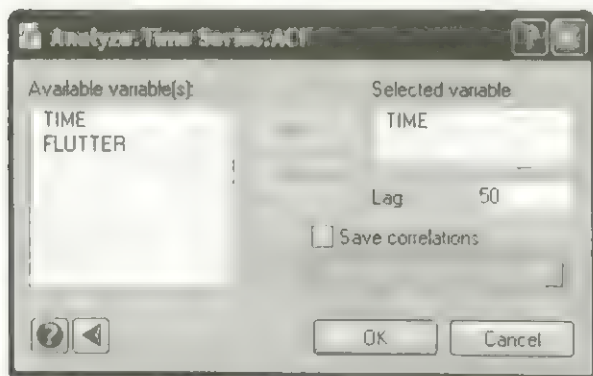 Analyze:Time Series:ACF
Available variable(s):
Selected variable
TIME
FLUTTER
TIME
Lag 50
Save correlations
OK Cancel